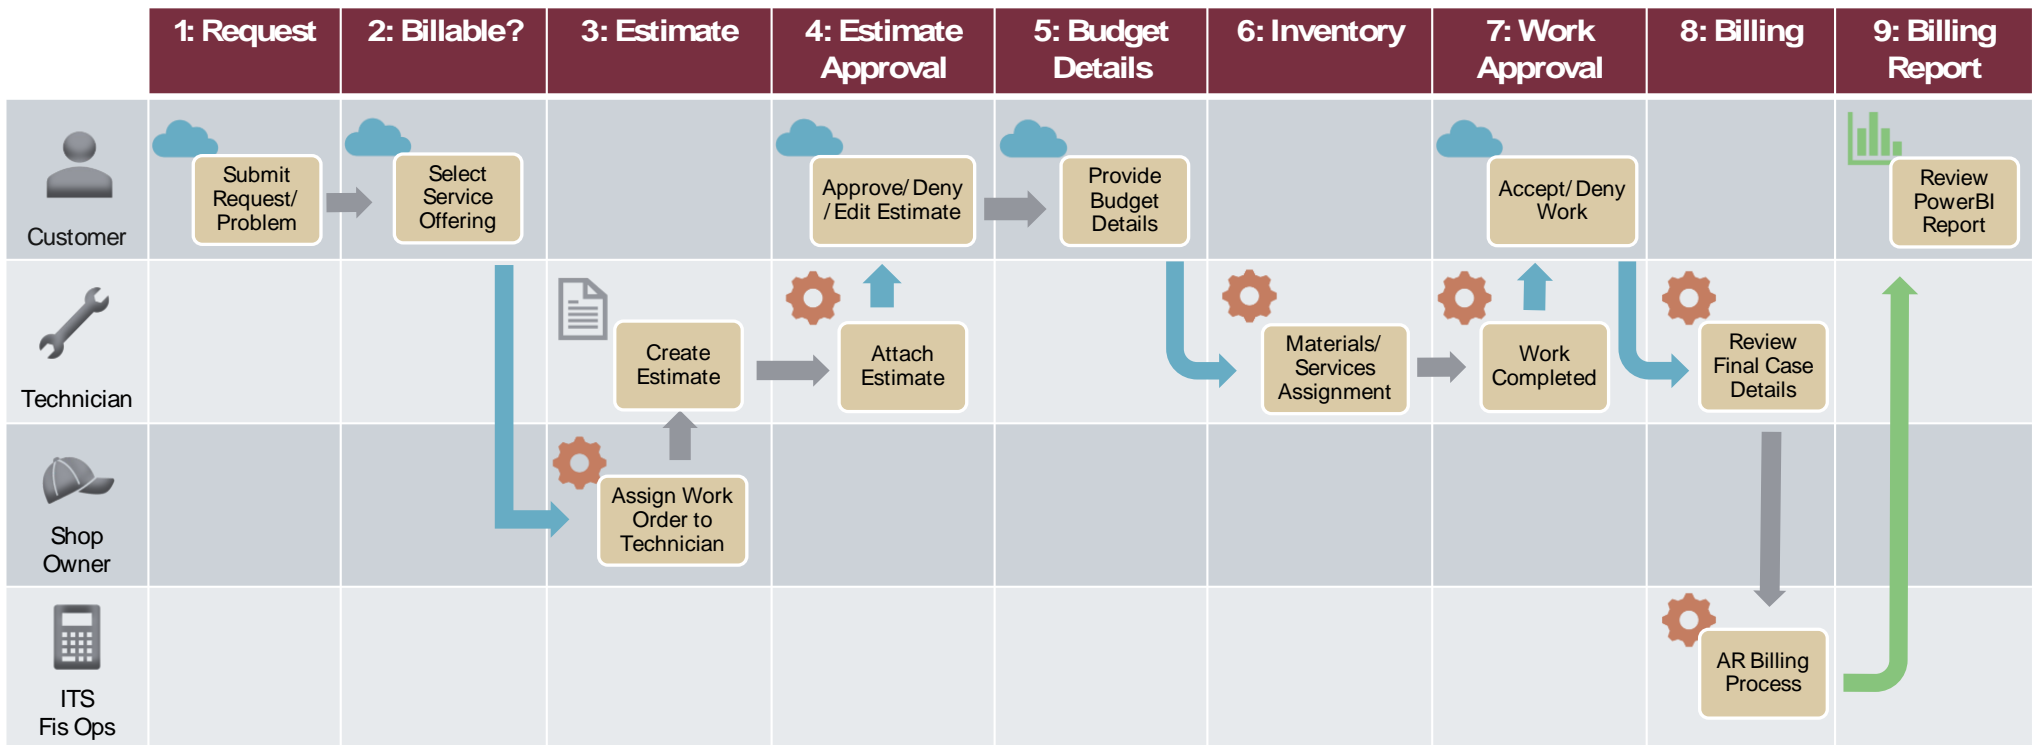 1: Request
2: Billable?
3: Estimate
4: Estimate
Approval
5: Budget
Details
6: Inventory
7: Work
Approval
8: Billing
9: Billing
Report
Customer
Submit
Request/
Problem
Select
Service
Offering
Approve/ Deny
/ Edit Estimate
Provide
Budget
Details
Accept/ Deny
Work
Review
PowerBI
Report
Technician
Create
Estimate
Attach
Estimate
Materials/
Services
Assignment
Work
Completed
Review
Final Case
Details
Shop
Owner
Assign Work
Order to
Technician
ITS
Fis Ops
AR Billing
Process